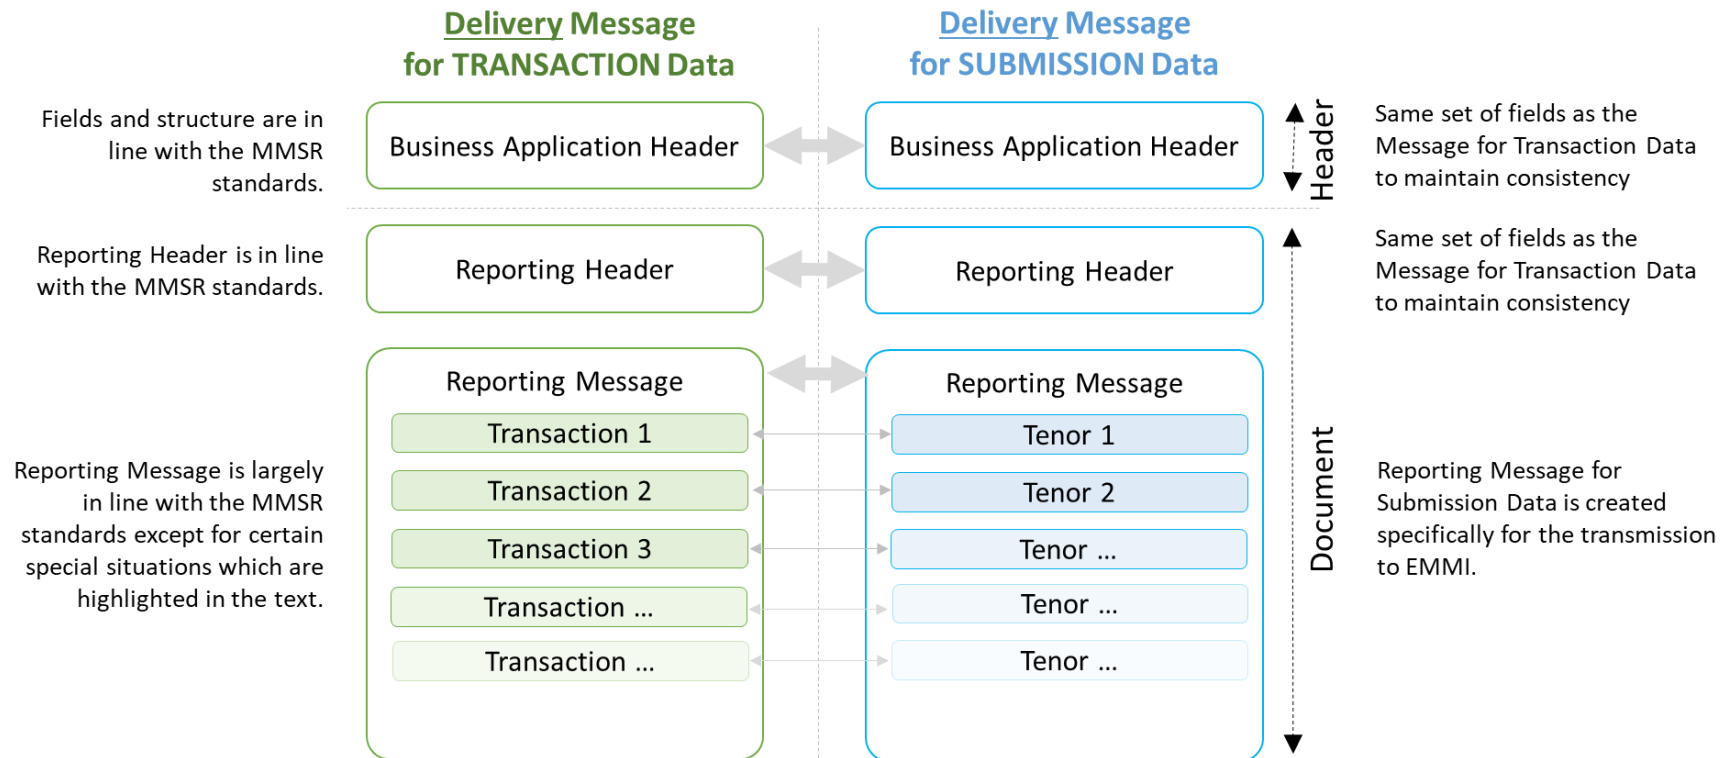 Delivery Message
for TRANSACTION Data
Delivery Message
for SUBMISSION Data
Fields and structure are in
line with the MMSR
standards.
Business Application Header
Business Application Header
Header
Same set of fields as the
Message for Transaction Data
to maintain consistency
Reporting Header is in line
with the MMSR standards.
Reporting Header
Reporting Header
Same set of fields as the
Message for Transaction Data
to maintain consistency
Reporting Message is largely
in line with the MMSR
standards except for certain
special situations which are
highlighted in the text.
Reporting Message
Transaction 1
Transaction 2
Transaction 3
Transaction ...
Transaction ...
Reporting Message
Tenor 1
Tenor 2
Tenor ...
Tenor ...
Tenor ...
Document
Reporting Message for
Submission Data is created
specifically for the transmission
to EMMI.